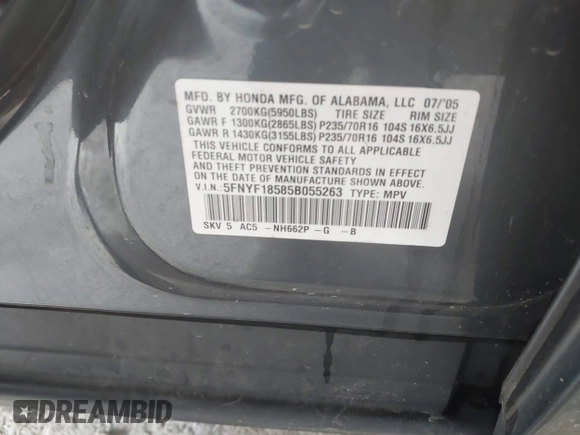 MFD. BY HONDA MFG. OF ALABAMA, LLC 07/'05
GVWR 2700KG(5950LBS) TIRE SIZE RIM SIZE
GAWR F 1300KG(2865LBS) P235/70R16 104S 16X6.5JJ
GAWR R 1430KG(3155LBS) P235/70R16 104S 16X6.5JJ
THIS VEHICLE CONFORMS TO ALL APPLICABLE
FEDERAL MOTOR VEHICLE SAFETY
STANDARDS IN EFFECT ON THE DATE OF
MANUFACTURE SHOWN ABOVE.
V.I.N.: 5FNYF18585B055263 TYPE: MPV
SKV 5 AC5 -NH662P -G -B
DREAMBID